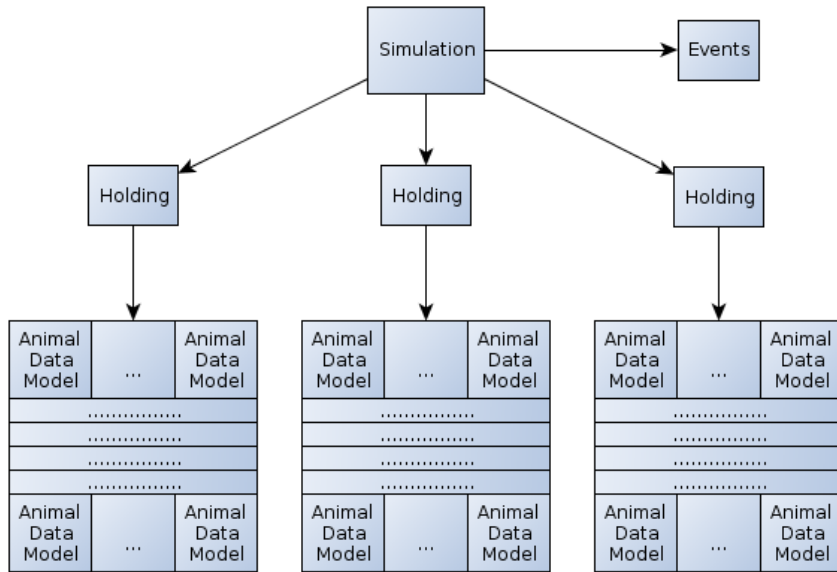 Simulation
Events
Holding
Holding
Holding
Animal
Data
Model
...
Animal
Data
Model
Animal
Data
Model
...
Animal
Data
Model
Animal
Data
Model
...
Animal
Data
Model
................
................
................
................
................
................
................
................
................
................
................
................
Animal
Data
Model
...
Animal
Data
Model
Animal
Data
Model
...
Animal
Data
Model
Animal
Data
Model
...
Animal
Data
Model